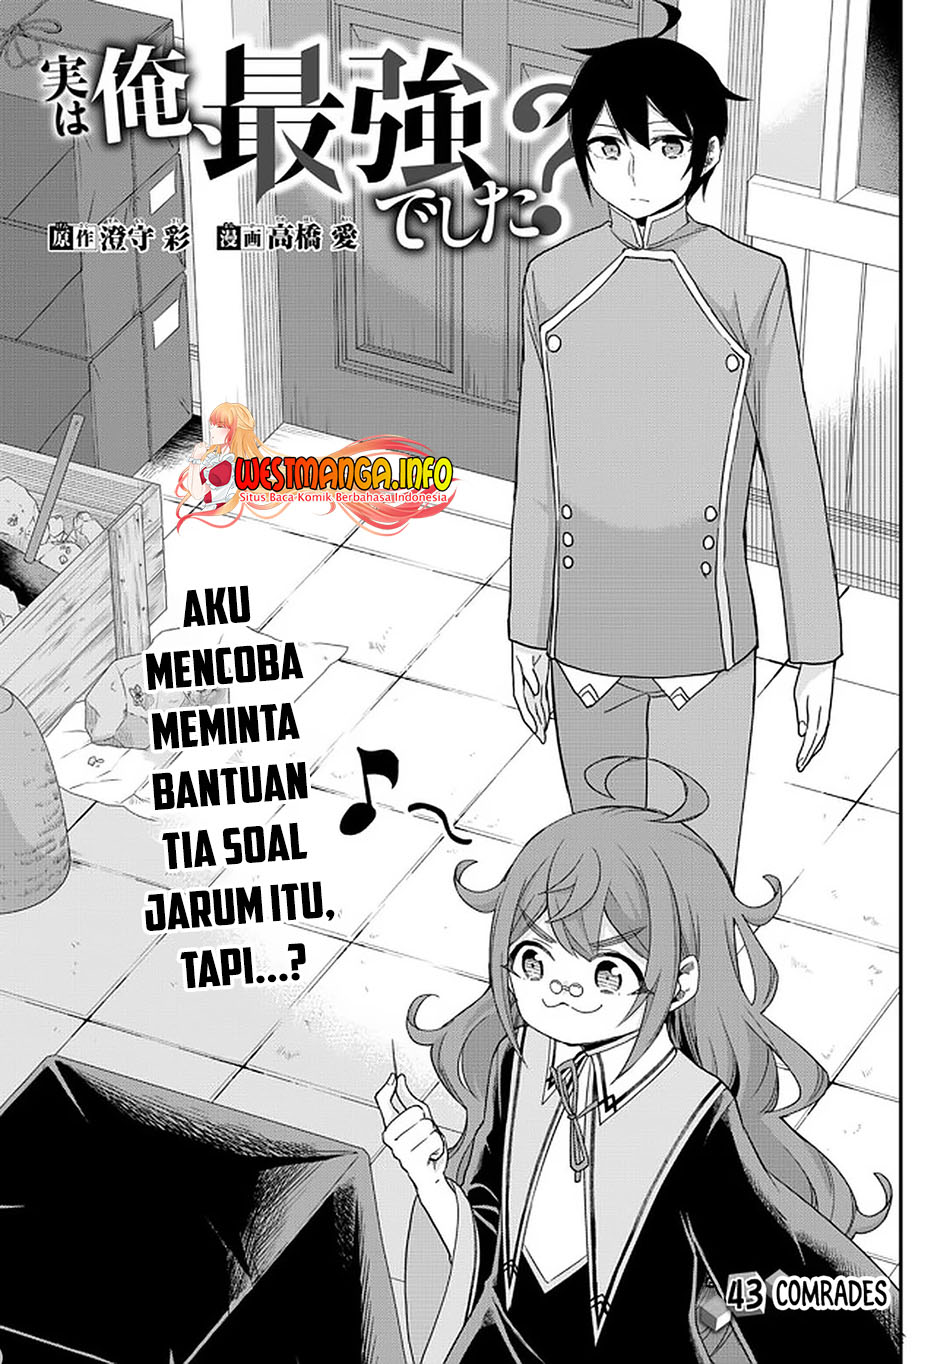 実は俺、最強でした？
原作 澄守 彩 漫画 高橋 愛
WESTMANGA.INFO
Situs Baca Komik Berbahasa Indonesia
AKU
MENCOBA
MEMINTA
BANTUAN
TIA SOAL
JARUM ITU,
TAPI...?
43 COMRADES